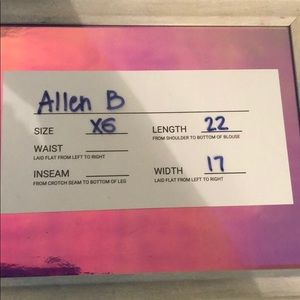 Allen B
SIZE XG LENGTH 22
FROM SHOULDER TO BOTTOM OF BLOUSE
WAIST
LAID FLAT FROM LEFT TO RIGHT
INSEAM WIDTH 17
FROM CROTCH SEAM TO BOTTOM OF LEG LAID FLAT FROM LEFT TO RIGHT